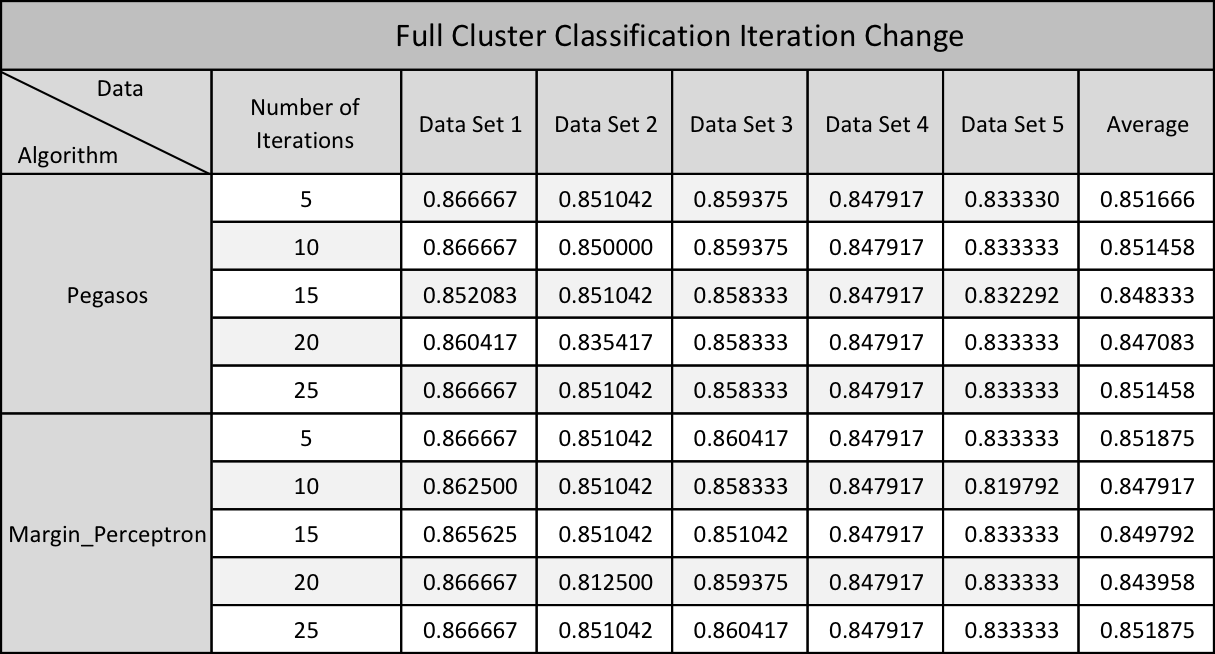 Full Cluster Classification Iteration Change
Data
Algorithm
Number of
Iterations
Data Set 1 Data Set 2 Data Set 3 Data Set 4 Data Set 5 Average
Pegasos
5 0.866667 0.851042 0.859375 0.847917 0.833330 0.851666
10 0.866667 0.850000 0.859375 0.847917 0.833333 0.851458
15 0.852083 0.851042 0.858333 0.847917 0.832292 0.848333
20 0.860417 0.835417 0.858333 0.847917 0.833333 0.847083
25 0.866667 0.851042 0.858333 0.847917 0.833333 0.851458
Margin_Perceptron
5 0.866667 0.851042 0.860417 0.847917 0.833333 0.851875
10 0.862500 0.851042 0.858333 0.847917 0.819792 0.847917
15 0.865625 0.851042 0.851042 0.847917 0.833333 0.849792
20 0.866667 0.812500 0.859375 0.847917 0.833333 0.843958
25 0.866667 0.851042 0.860417 0.847917 0.833333 0.851875